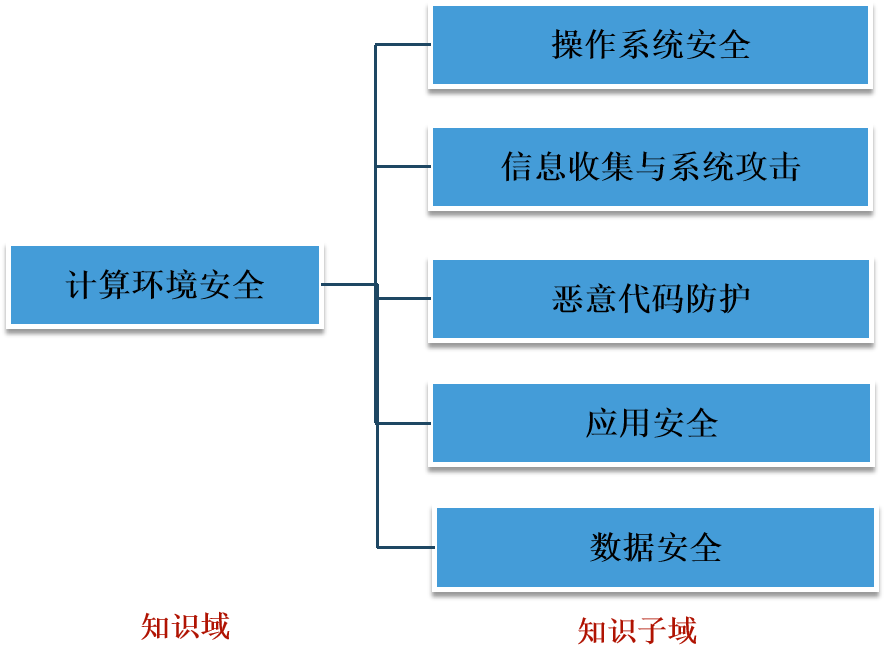 操作系统安全
信息收集与系统攻击
计算环境安全
恶意代码防护
应用安全
数据安全
知识域
知识子域